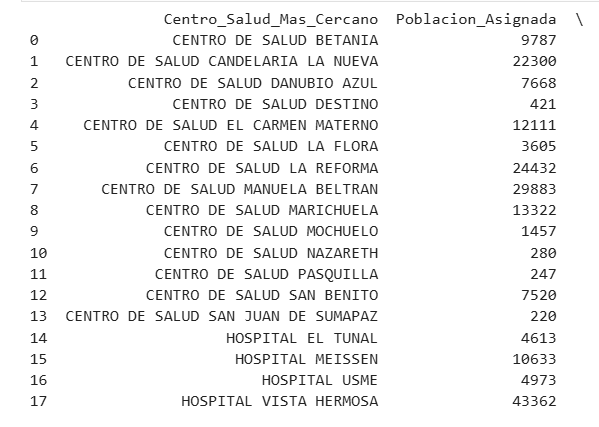 Centro_Salud_Mas_Cercano Poblacion_Asignada \
0 CENTRO DE SALUD BETANIA 9787
1 CENTRO DE SALUD CANDELARIA LA NUEVA 22300
2 CENTRO DE SALUD DANUBIO AZUL 7668
3 CENTRO DE SALUD DESTINO 421
4 CENTRO DE SALUD EL CARMEN MATERNO 12111
5 CENTRO DE SALUD LA FLORA 3605
6 CENTRO DE SALUD LA REFORMA 24432
7 CENTRO DE SALUD MANUELA BELTRAN 29883
8 CENTRO DE SALUD MARICHUELA 13322
9 CENTRO DE SALUD MOCHUELO 1457
10 CENTRO DE SALUD NAZARETH 280
11 CENTRO DE SALUD PASQUILLA 247
12 CENTRO DE SALUD SAN BENITO 7520
13 CENTRO DE SALUD SAN JUAN DE SUMAPAZ 220
14 HOSPITAL EL TUNAL 4613
15 HOSPITAL MEISSEN 10633
16 HOSPITAL USME 4973
17 HOSPITAL VISTA HERMOSA 43362